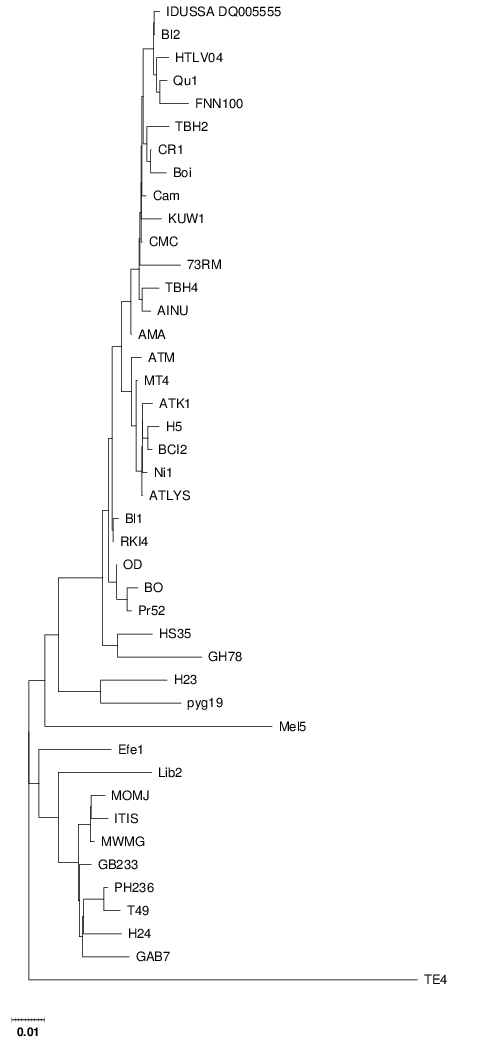 IDUSSA DQ005555
BI2
HTLV04
Qu1
FNN100
TBH2
CR1
Boi
Cam
KUW1
CMC
73RM
TBH4
AINU
AMA
ATM
MT4
ATK1
H5
BCI2
Ni1
ATLYS
BI1
RKI4
OD
BO
Pr52
HS35
GH78
H23
pyg19
Mel5
Efe1
Lib2
MOMJ
ITIS
MWMG
GB233
PH236
T49
H24
GAB7
TE4
0.01